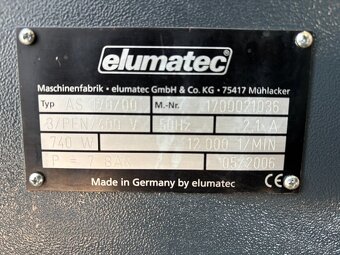 elumatec
Maschinenfabrik • elumatec GmbH & Co. KG • 75417 Mühlacker
Typ AS 170/00 M.-Nr. 1700021036
3/PEN/400 V 50Hz 2.1 A
740 W 12.000 1/MIN
P = 7 BAR 05/2006
Made in Germany by elumatec CE